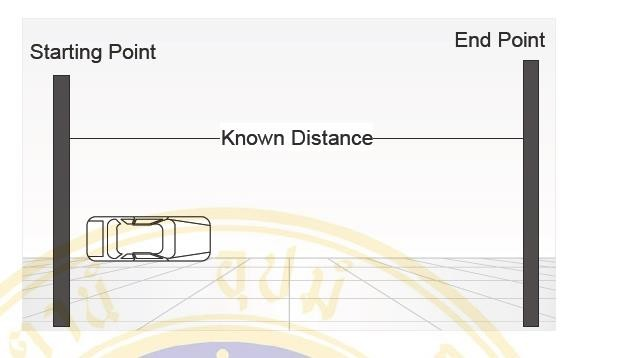 End Point
Starting Point
Known Distance